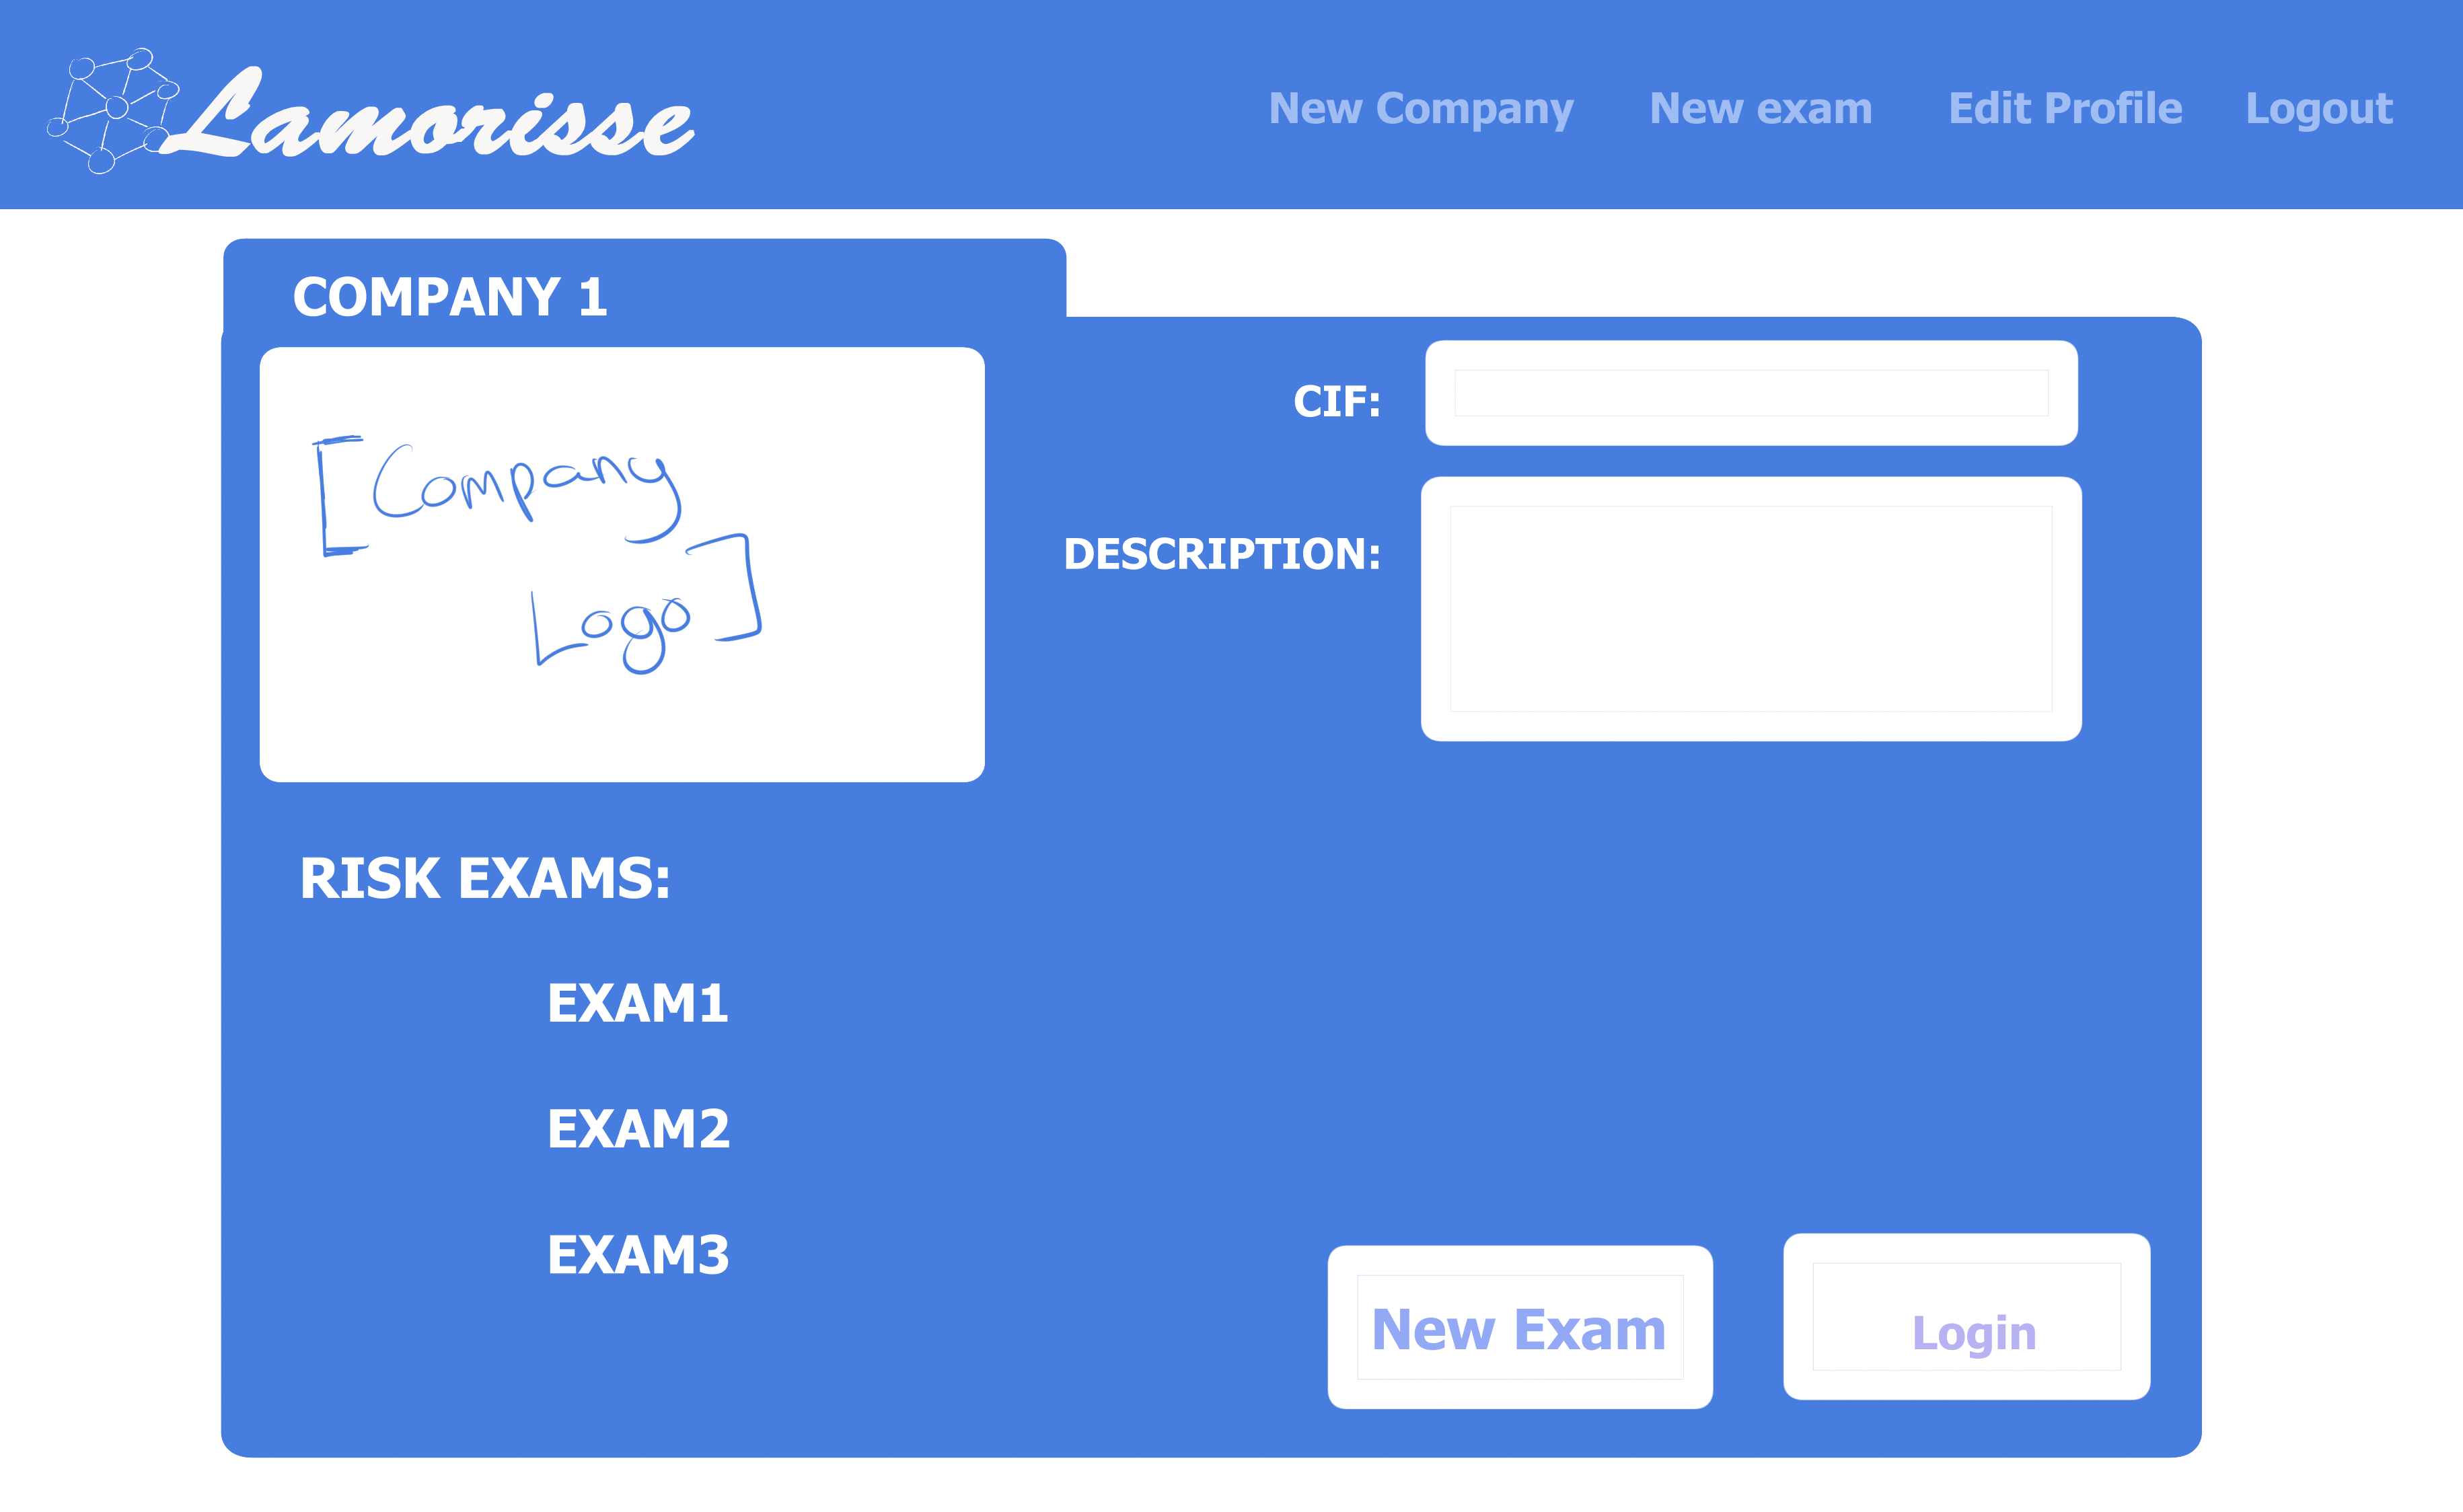 Lamorisse
New Company New exam Edit Profile Logout
COMPANY 1
[Company
Logo]
CIF:
DESCRIPTION:
RISK EXAMS:
EXAM1
EXAM2
EXAM3
New Exam
Login